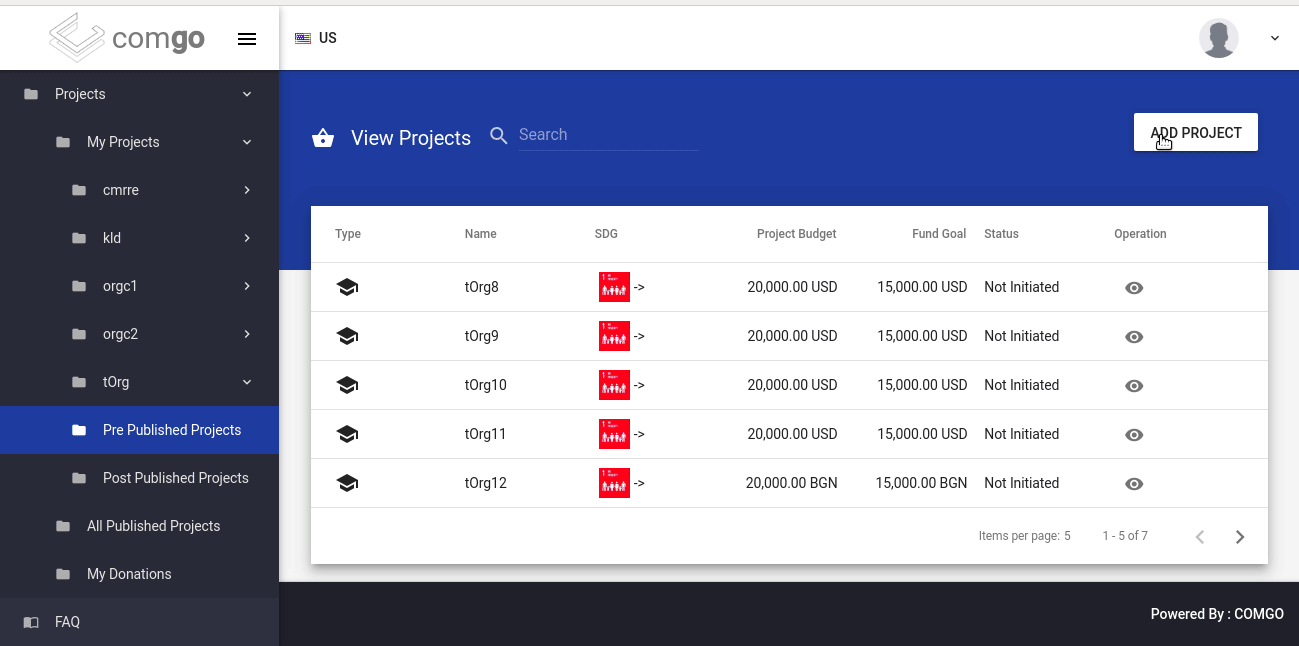 comgo
US
Projects
My Projects
cmrre
kld
orgc1
orgc2
tOrg
Pre Published Projects
Post Published Projects
All Published Projects
My Donations
FAQ
View Projects
Search
ADD PROJECT
Type Name SDG Project Budget Fund Goal Status Operation
tOrg8 1 -> 20,000.00 USD 15,000.00 USD Not Initiated
tOrg9 1 -> 20,000.00 USD 15,000.00 USD Not Initiated
tOrg10 1 -> 20,000.00 USD 15,000.00 USD Not Initiated
tOrg11 1 -> 20,000.00 USD 15,000.00 USD Not Initiated
tOrg12 1 -> 20,000.00 BGN 15,000.00 BGN Not Initiated
Items per page: 5 1 - 5 of 7
Powered By : COMGO